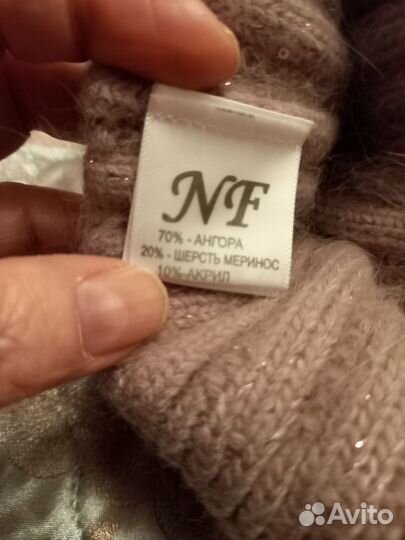 NF
70% - АНГОРА
20% - ШЕРСТЬ МЕРИНОС
10% АКРИЛ
Avito